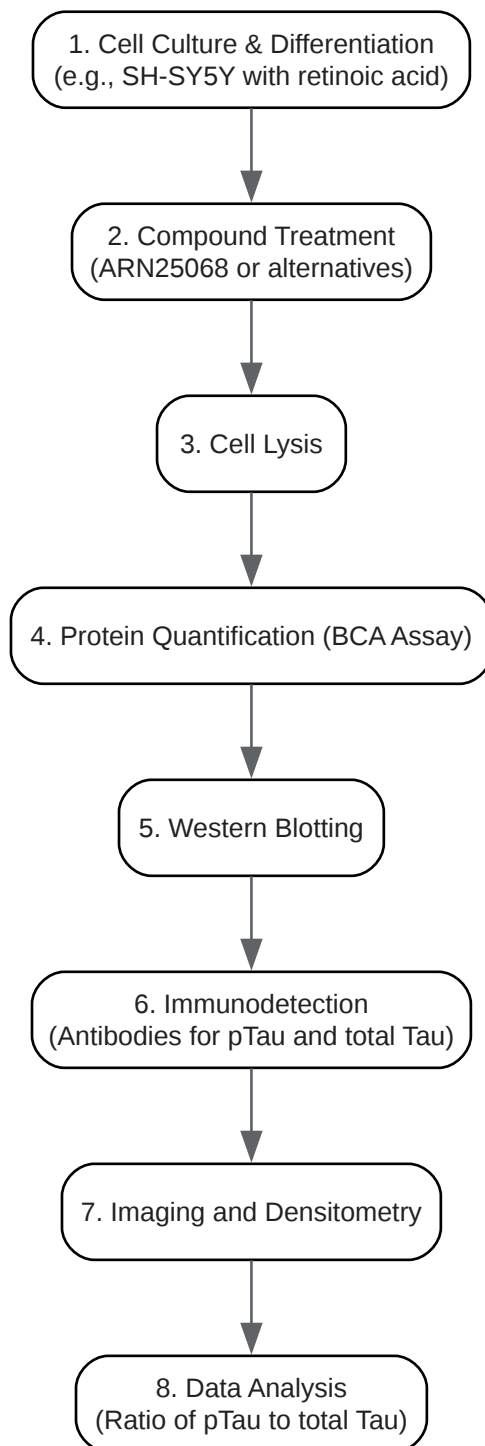 1. Cell Culture & Differentiation
(e.g., SH-SY5Y with retinoic acid)
2. Compound Treatment
(ARN25068 or alternatives)
3. Cell Lysis
4. Protein Quantification (BCA Assay)
5. Western Blotting
6. Immunodetection
(Antibodies for pTau and total Tau)
7. Imaging and Densitometry
8. Data Analysis
(Ratio of pTau to total Tau)